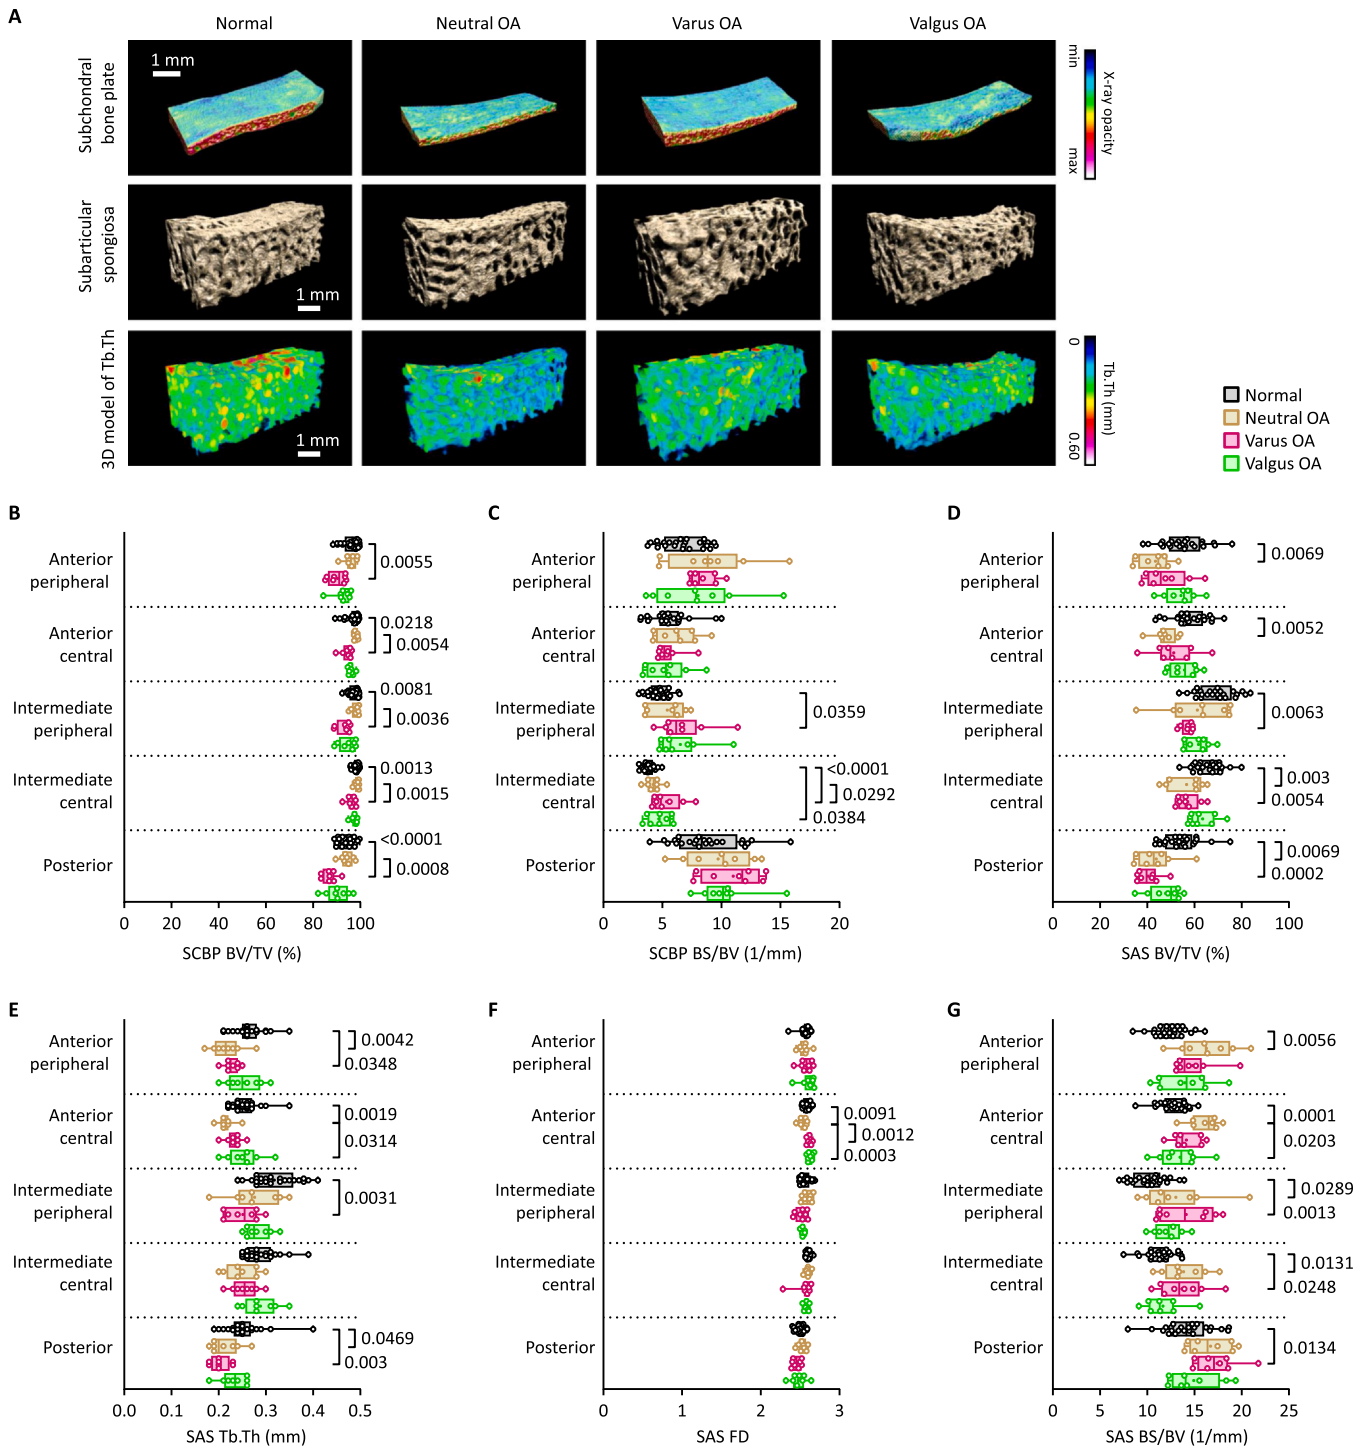 A
Normal
Neutral OA
Varus OA
Valgus OA
Subchondral
bone plate
1 mm
min
max
X-ray opacity
Subarticular
spongiosa
1 mm
3D model of Tb.Th
1 mm
0
0.60
Tb.Th (mm)
Normal
Neutral OA
Varus OA
Valgus OA
B
Anterior
peripheral
0.0055
Anterior
central
0.0218
0.0054
Intermediate
peripheral
0.0081
0.0036
Intermediate
central
0.0013
0.0015
Posterior
<0.0001
0.0008
0 20 40 60 80 100
SCBP BV/TV (%)
C
Anterior
peripheral
Anterior
central
Intermediate
peripheral
0.0359
Intermediate
central
<0.0001
0.0292
0.0384
Posterior
0 5 10 15 20
SCBP BS/BV (1/mm)
D
Anterior
peripheral
0.0069
Anterior
central
0.0052
Intermediate
peripheral
0.0063
Intermediate
central
0.003
0.0054
Posterior
0.0069
0.0002
0 20 40 60 80 100
SAS BV/TV (%)
E
Anterior
peripheral
0.0042
0.0348
Anterior
central
0.0019
0.0314
Intermediate
peripheral
0.0031
Intermediate
central
Posterior
0.0469
0.003
0.0 0.1 0.2 0.3 0.4 0.5
SAS Tb.Th (mm)
F
Anterior
peripheral
Anterior
central
0.0091
0.0012
0.0003
Intermediate
peripheral
Intermediate
central
Posterior
0 1 2 3
SAS FD
G
Anterior
peripheral
0.0056
Anterior
central
0.0001
0.0203
Intermediate
peripheral
0.0289
0.0013
Intermediate
central
0.0131
0.0248
Posterior
0.0134
0 5 10 15 20 25
SAS BS/BV (1/mm)